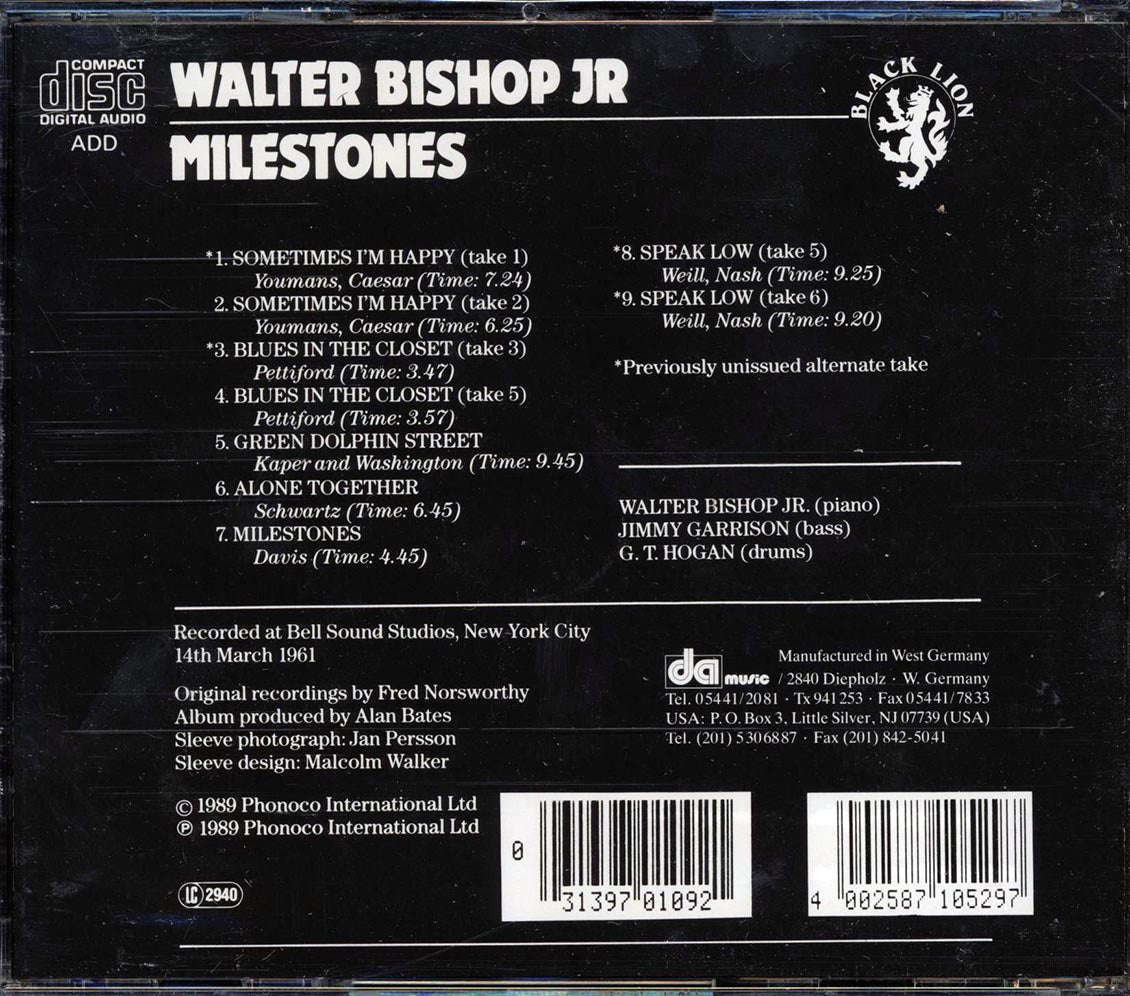 COMPACT
disc
DIGITAL AUDIO
ADD
WALTER BISHOP JR
MILESTONES
BLACK LION
*1. SOMETIMES I'M HAPPY (take 1)
Youmans, Caesar (Time: 7.24)
2. SOMETIMES I'M HAPPY (take 2)
Youmans, Caesar (Time: 6.25)
*3. BLUES IN THE CLOSET (take 3)
Pettiford (Time: 3.47)
4. BLUES IN THE CLOSET (take 5)
Pettiford (Time: 3.57)
5. GREEN DOLPHIN STREET
Kaper and Washington (Time: 9.45)
6. ALONE TOGETHER
Schwartz (Time: 6.45)
7. MILESTONES
Davis (Time: 4.45)
*8. SPEAK LOW (take 5)
Weill, Nash (Time: 9.25)
*9. SPEAK LOW (take 6)
Weill, Nash (Time: 9.20)
*Previously unissued alternate take
WALTER BISHOP JR. (piano)
JIMMY GARRISON (bass)
G. T. HOGAN (drums)
Recorded at Bell Sound Studios, New York City
14th March 1961
Original recordings by Fred Norsworthy
Album produced by Alan Bates
Sleeve photograph: Jan Persson
Sleeve design: Malcolm Walker
© 1989 Phonoco International Ltd
℗ 1989 Phonoco International Ltd
LC 2940
da music
Manufactured in West Germany
/ 2840 Diepholz · W. Germany
Tel. 05441/2081 · Tx 941 253 · Fax 05441/7833
USA: P. O. Box 3, Little Silver, NJ 07739 (USA)
Tel. (201) 5306887 · Fax (201) 842-5041
0 31397 01092
4 002587 105297